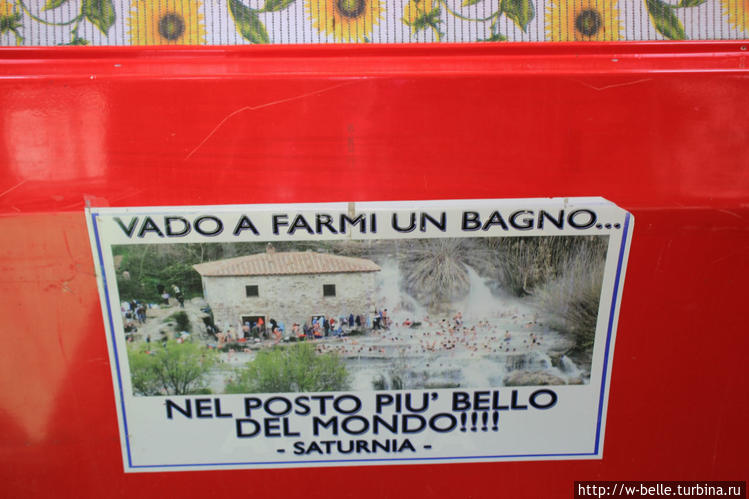 VADO A FARMI UN BAGNO...
NEL POSTO PIU' BELLO
DEL MONDO!!!!
- SATURNIA -
http://w-belle.turbina.ru